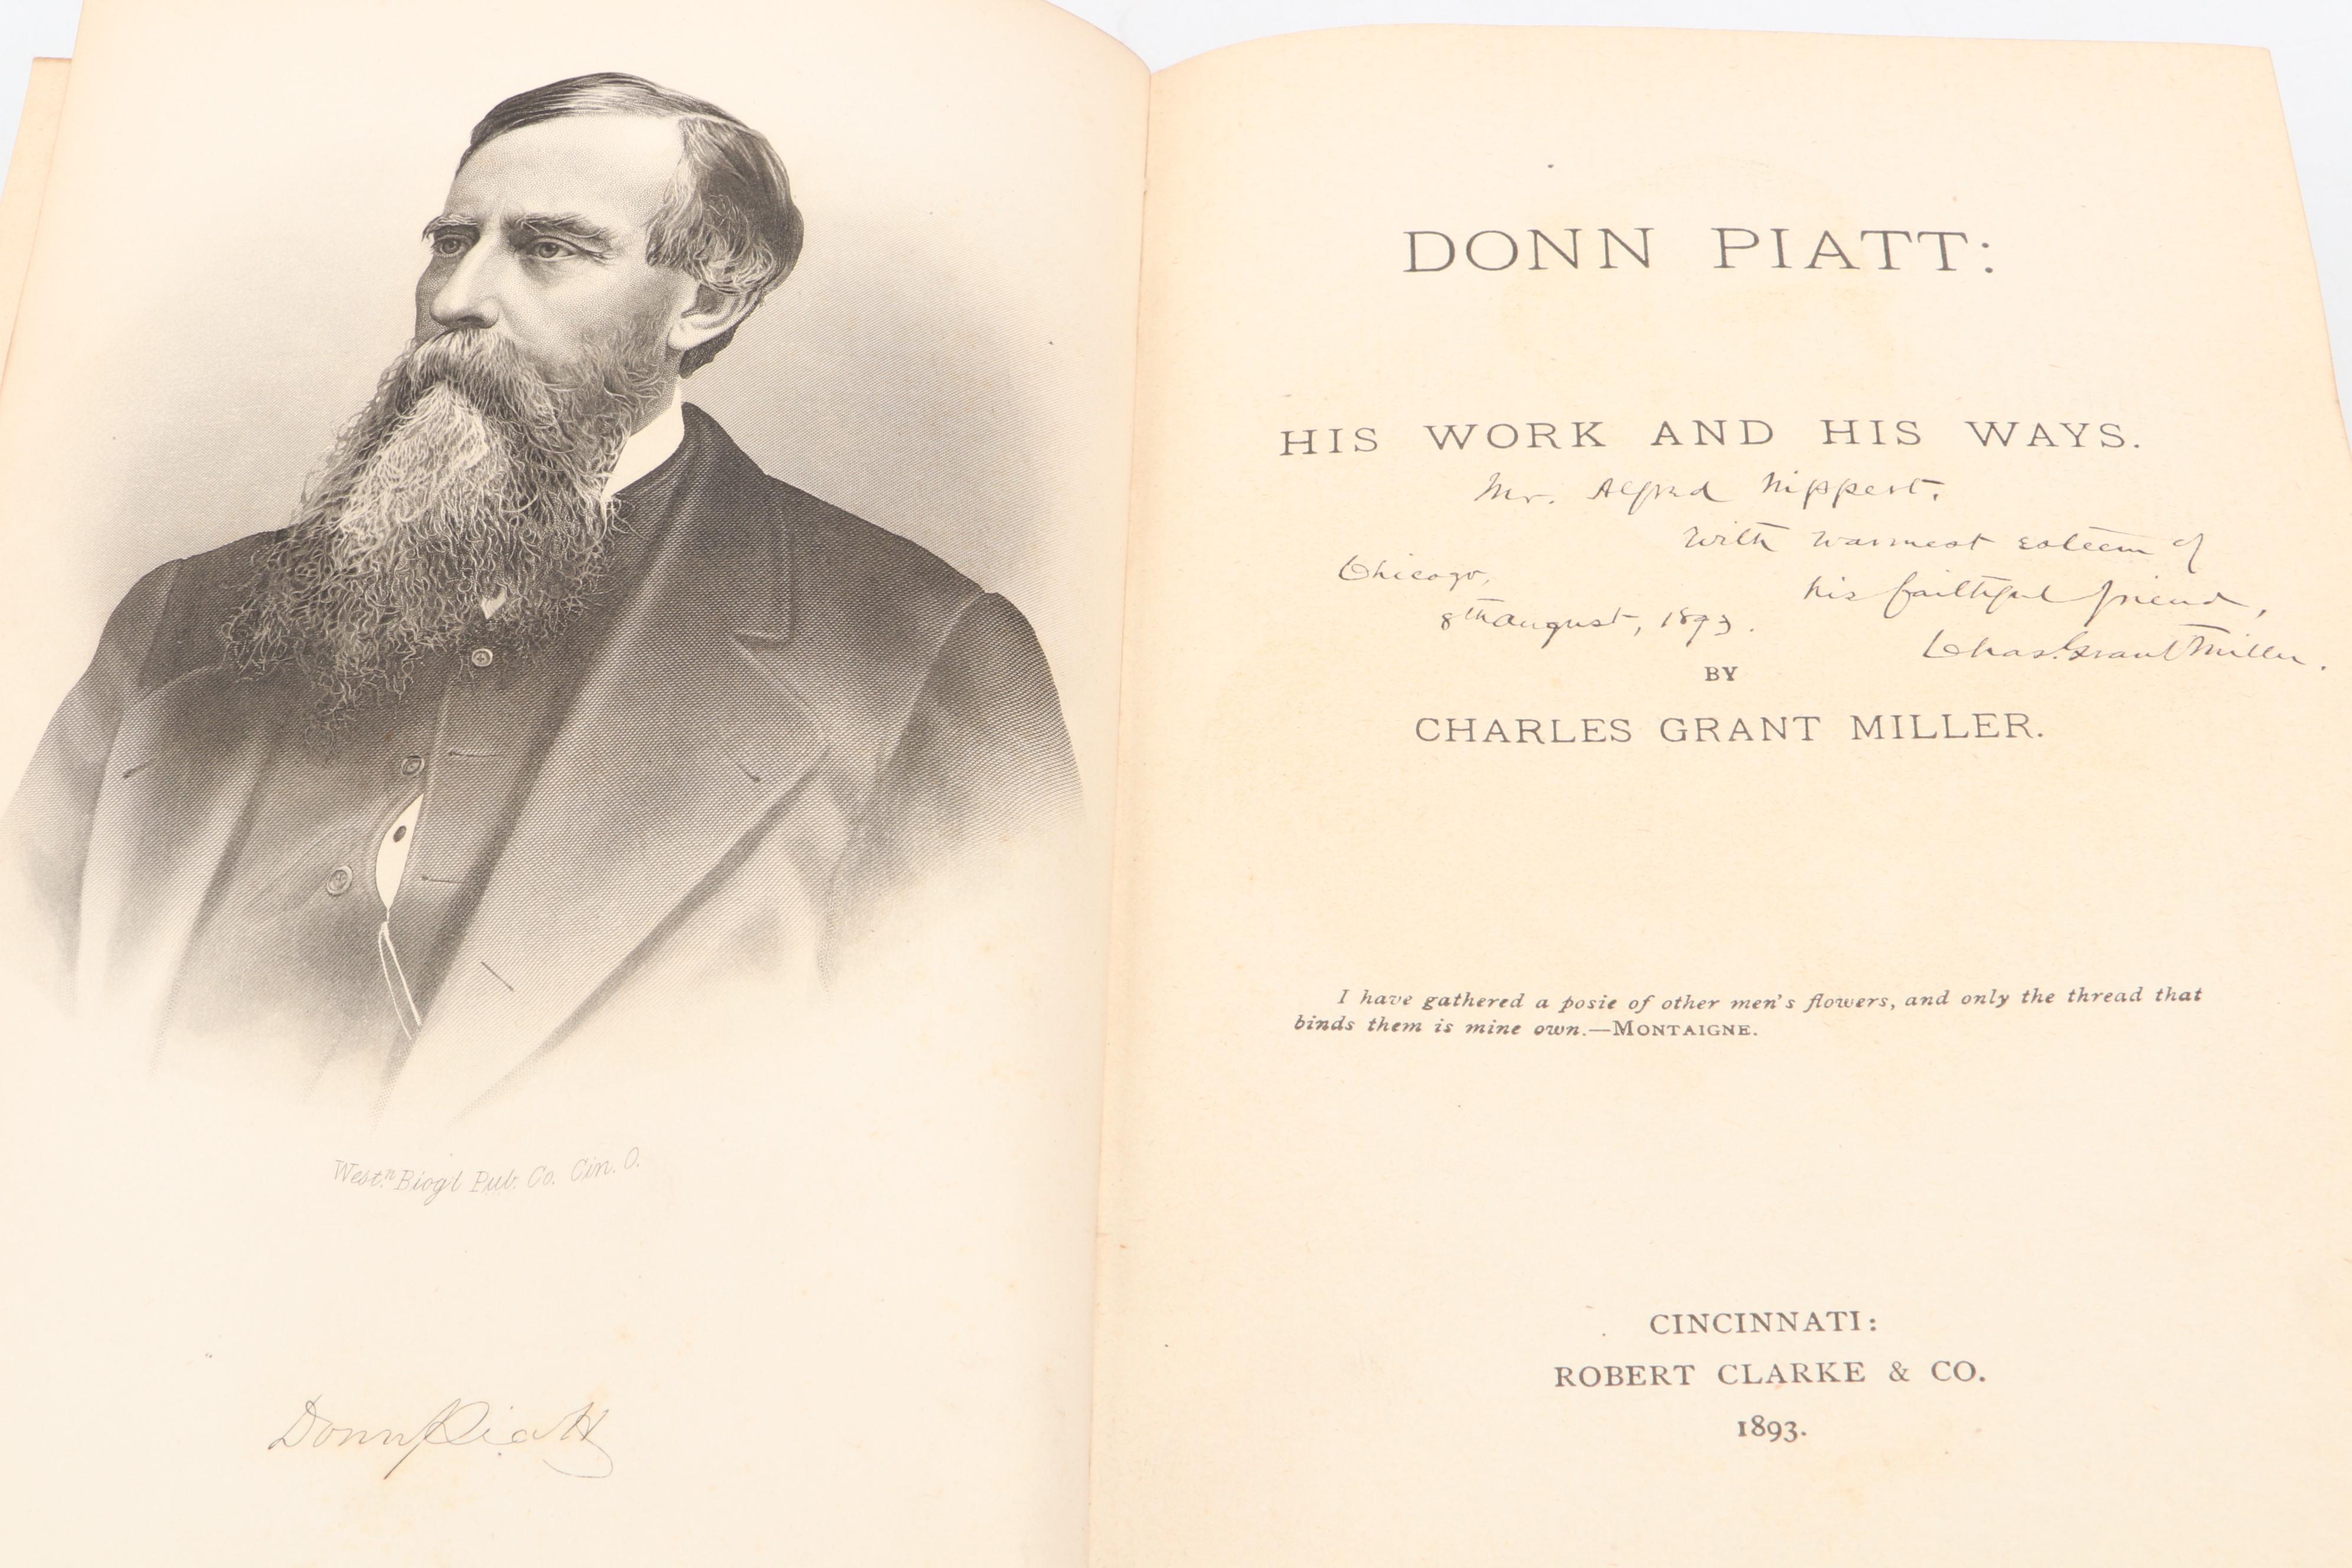 West.n Biog'l Pub. Co. Cin. O.
Donn Piatt
DONN PIATT:
HIS WORK AND HIS WAYS.
Mr. Alfred Nippert.
With warmest esteem of
his faithful friend,
Chas. Grant Miller.
Chicago,
8th August, 1893.
BY
CHARLES GRANT MILLER.
I have gathered a posie of other men's flowers, and only the thread that
binds them is mine own.—MONTAIGNE.
CINCINNATI:
ROBERT CLARKE & CO.
1893.